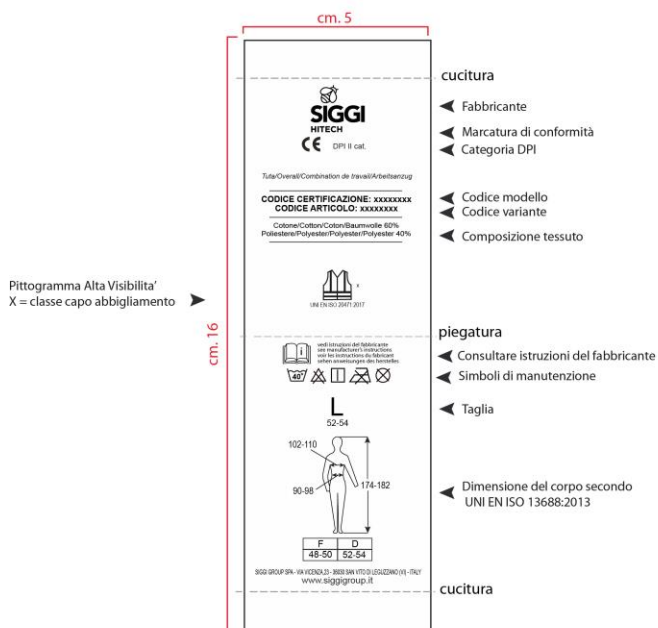 cm. 5
cucitura
SIGGI
HITECH
CE DPI II cat.
Fabbricante
Marcatura di conformità
Categoria DPI
Tuta/Overall/Combination de travail/Arbeitsanzug
CODICE CERTIFICAZIONE: xxxxxxxx
CODICE ARTICOLO: xxxxxxxx
Codice modello
Codice variante
Cotone/Cotton/Coton/Baumwolle 60%
Poliestere/Polyester/Polyester/Polyester 40%
Composizione tessuto
Pittogramma Alta Visibilita'
X = classe capo abbigliamento
x
UNI EN ISO 20471:2017
cm. 16
piegatura
i
vedi istruzioni del fabbricante
see manufacturer's instructions
voir les instructions du fabricant
sehen anweisungen des herstellers
Consultare istruzioni del fabbricante
40°
Simboli di manutenzione
L
52-54
Taglia
102-110
90-98
174-182
Dimensione del corpo secondo
UNI EN ISO 13688:2013
F D
48-50 52-54
SIGGI GROUP SPA - VIA VICENZA,23 - 36030 SAN VITO DI LEGUZZANO (VI) - ITALY
www.siggigroup.it
cucitura